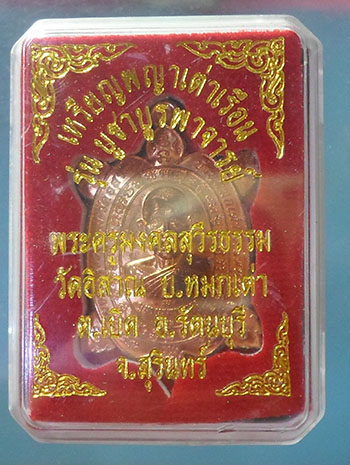 เหรียญพญาเต่าเรือน
รุ่น บูชาบูรพาจารย์
พระครูมงคลสุวีรธรรม
วัดอิสาณ บ.หมกเต่า
ต.เบิด อ.รัตนบุรี
จ.สุรินทร์